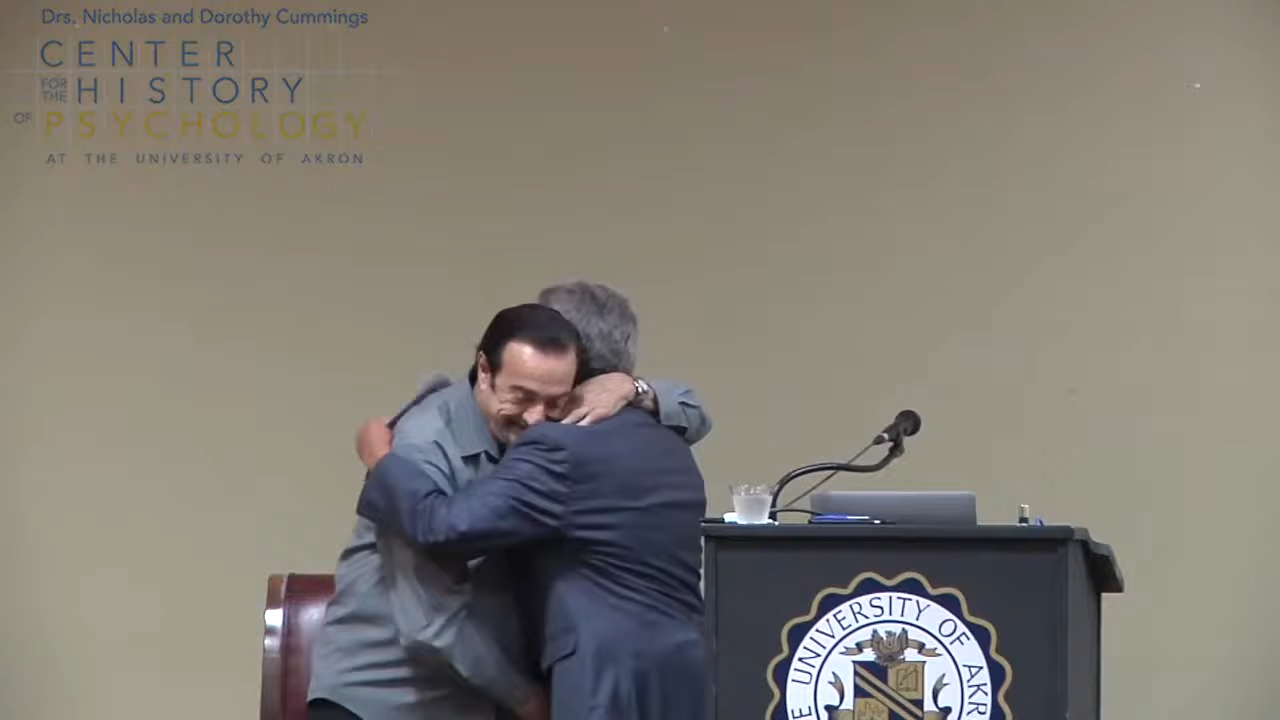 Drs. Nicholas and Dorothy Cummings
CENTER
FOR THE HISTORY
OF PSYCHOLOGY
AT THE UNIVERSITY OF AKRON
THE UNIVERSITY OF AKR